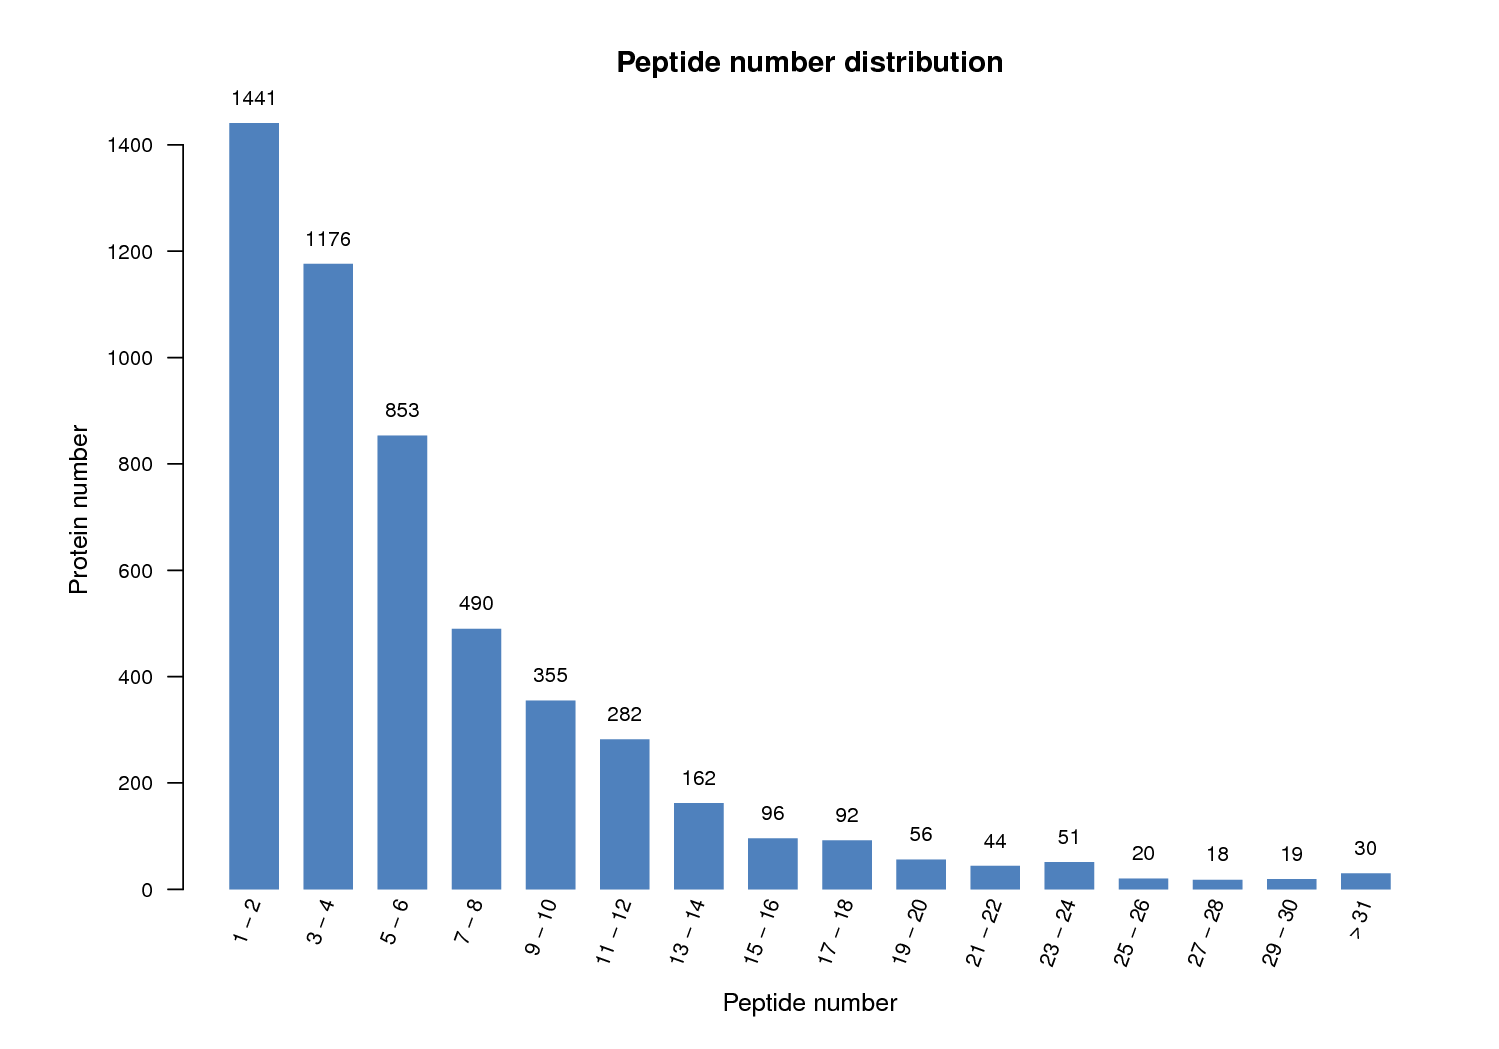 Peptide number distribution
1441
1176
853
490
355
282
162
96
92
56
44
51
20
18
19
30
1400
1200
1000
800
600
400
200
0
Protein number
1 – 2
3 – 4
5 – 6
7 – 8
9 – 10
11 – 12
13 – 14
15 – 16
17 – 18
19 – 20
21 – 22
23 – 24
25 – 26
27 – 28
29 – 30
> 31
Peptide number